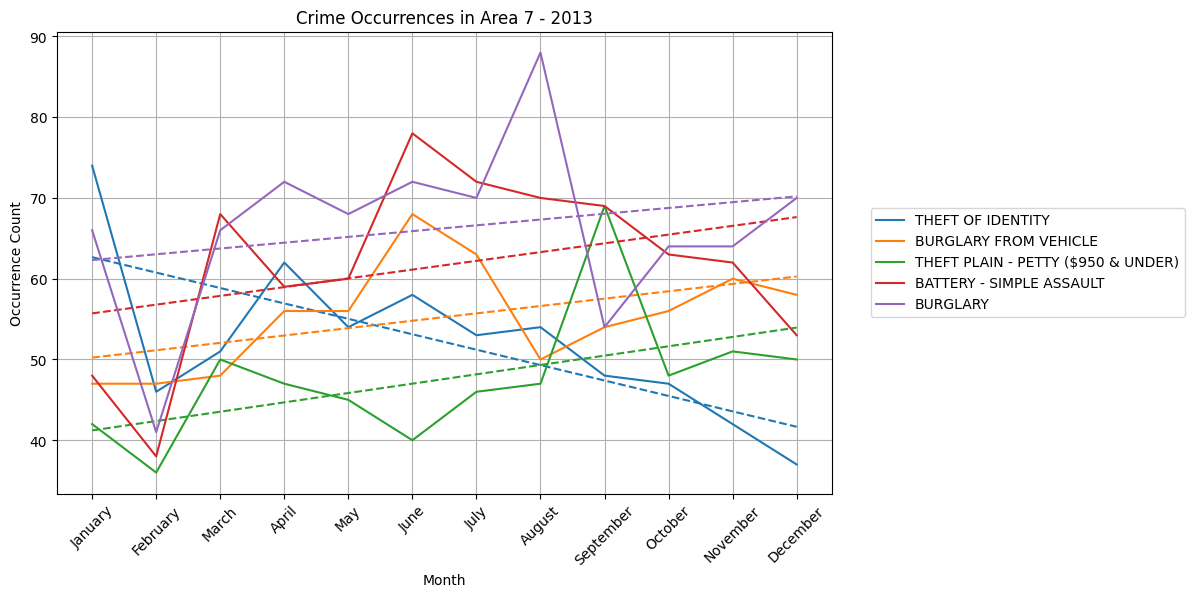 Crime Occurrences in Area 7 - 2013
Occurrence Count
90
80
70
60
50
40
January
February
March
April
May
June
July
August
September
October
November
December
Month
THEFT OF IDENTITY
BURGLARY FROM VEHICLE
THEFT PLAIN - PETTY ($950 & UNDER)
BATTERY - SIMPLE ASSAULT
BURGLARY